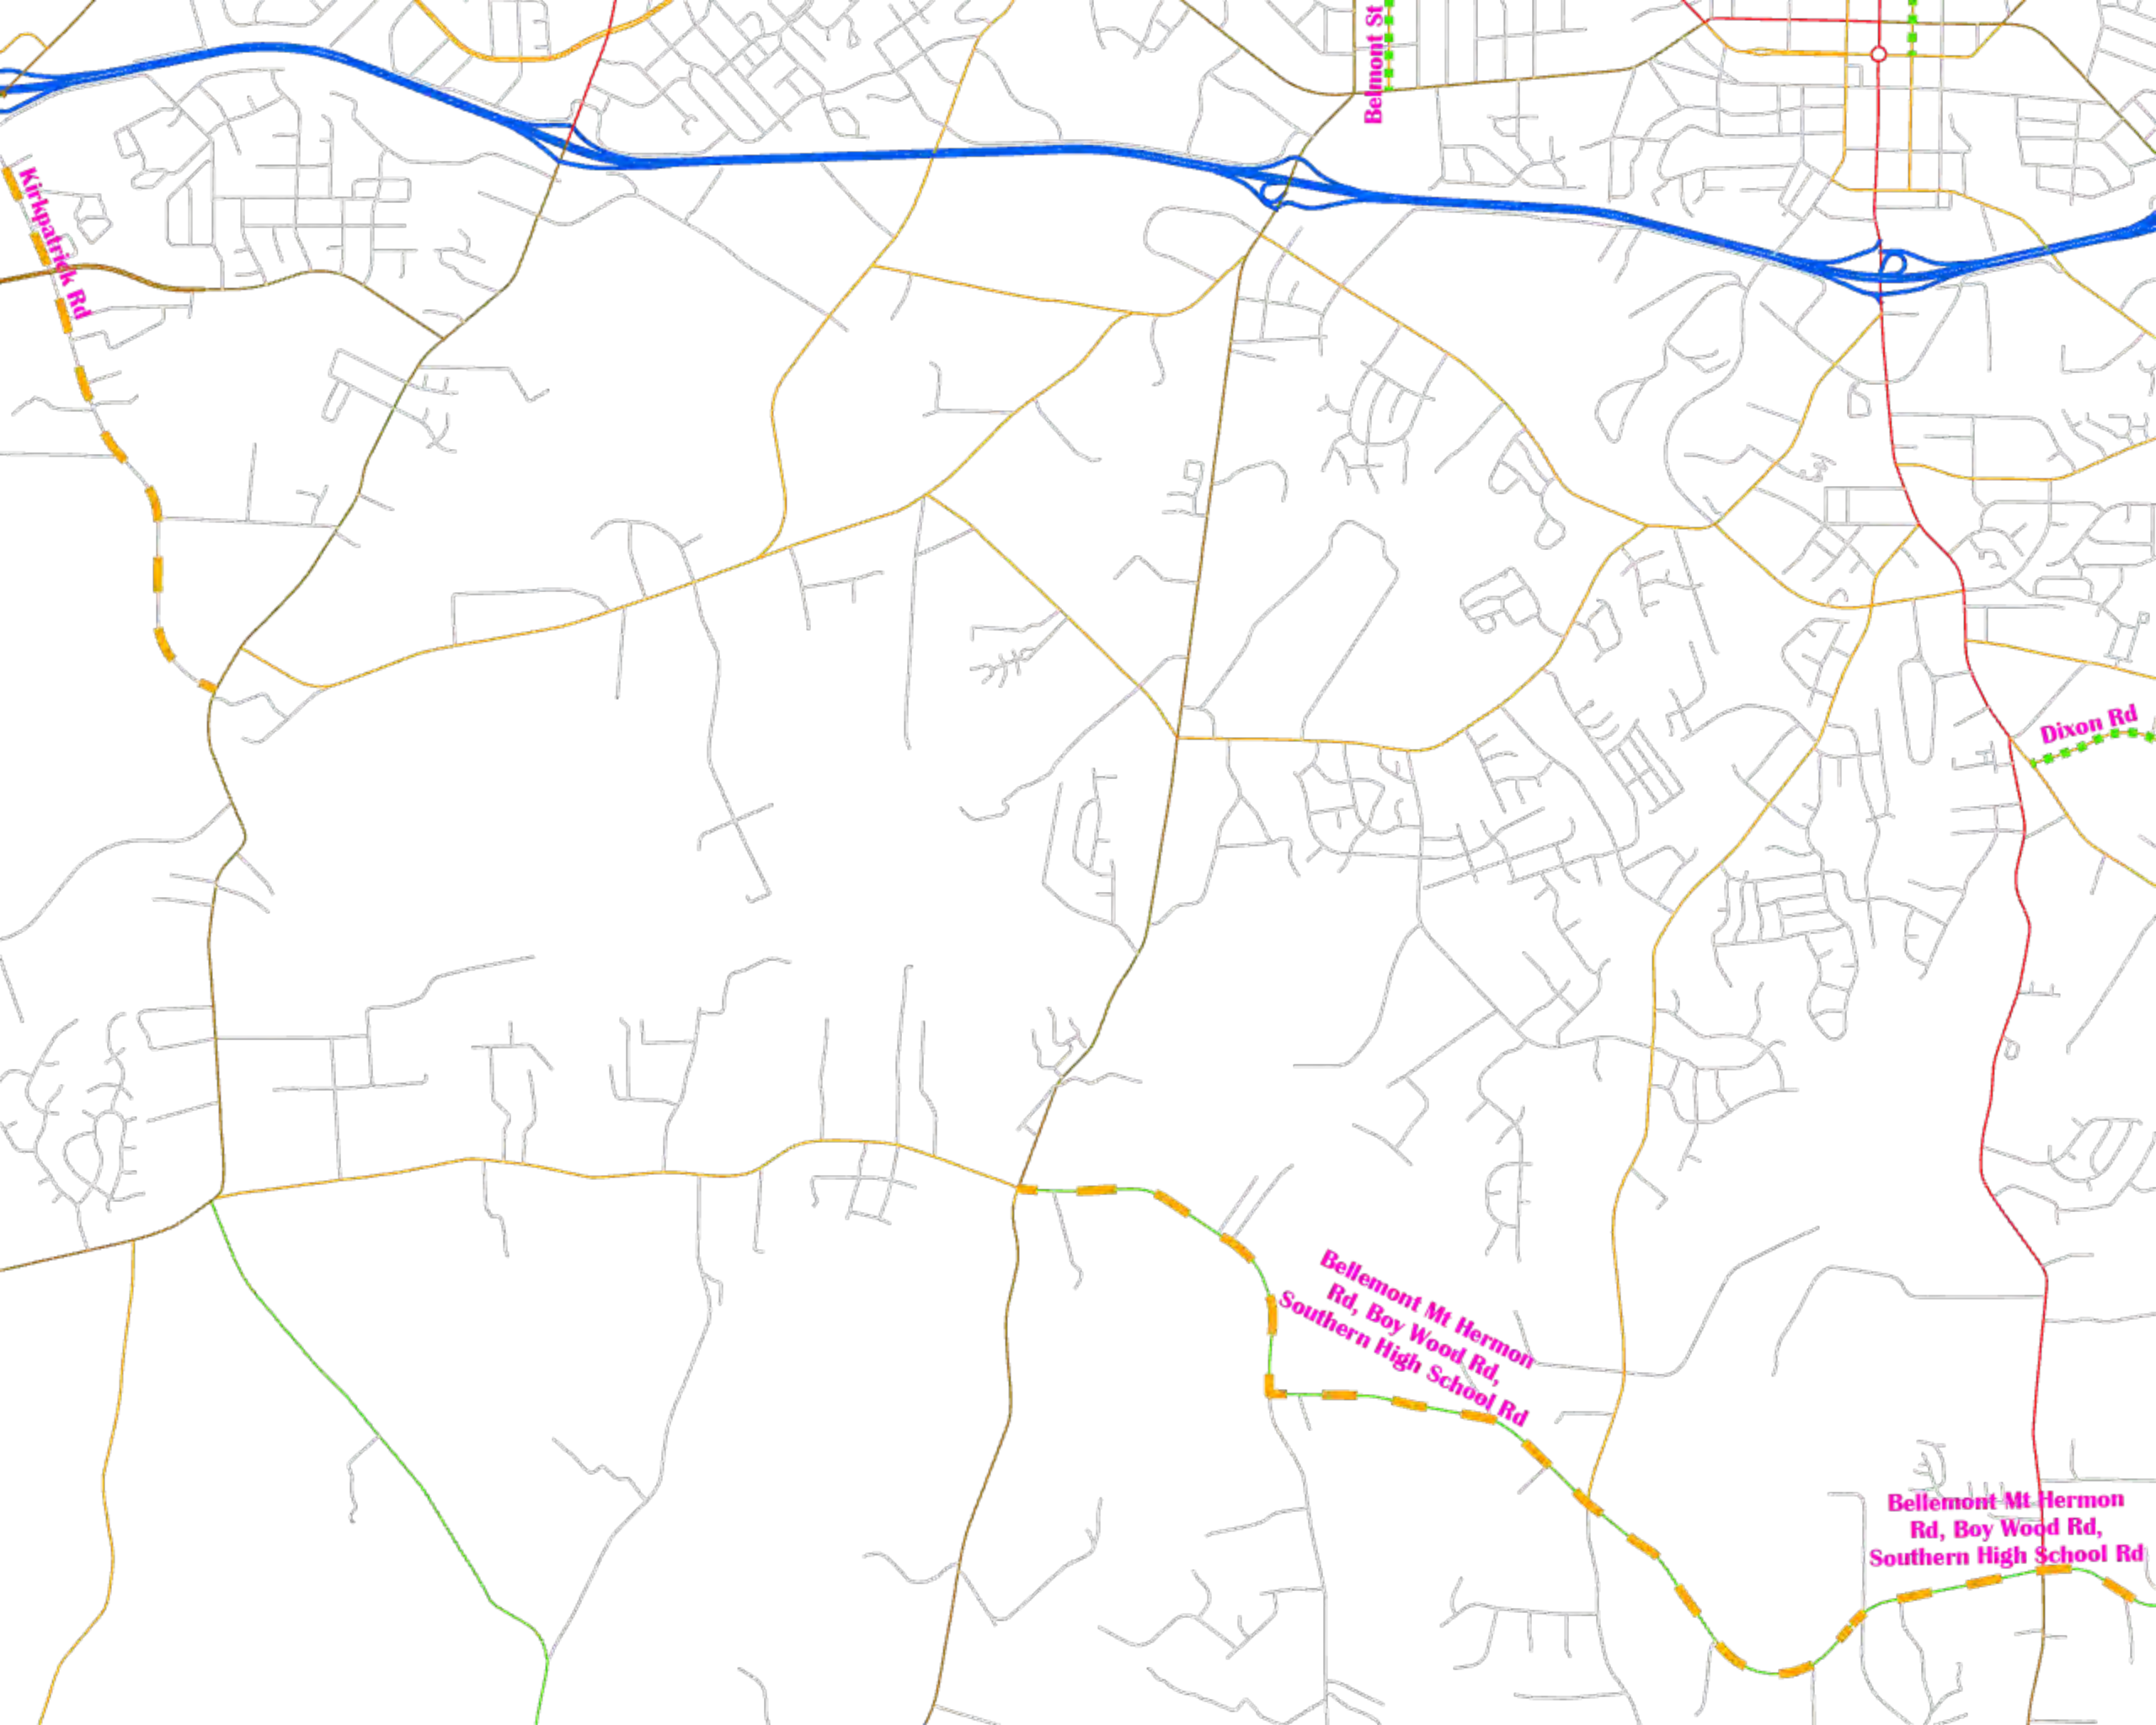 Belmont St
Kirkpatrick Rd
Dixon Rd
Bellemont Mt Hermon
Rd, Boy Wood Rd,
Southern High School Rd
Bellemont Mt Hermon
Rd, Boy Wood Rd,
Southern High School Rd